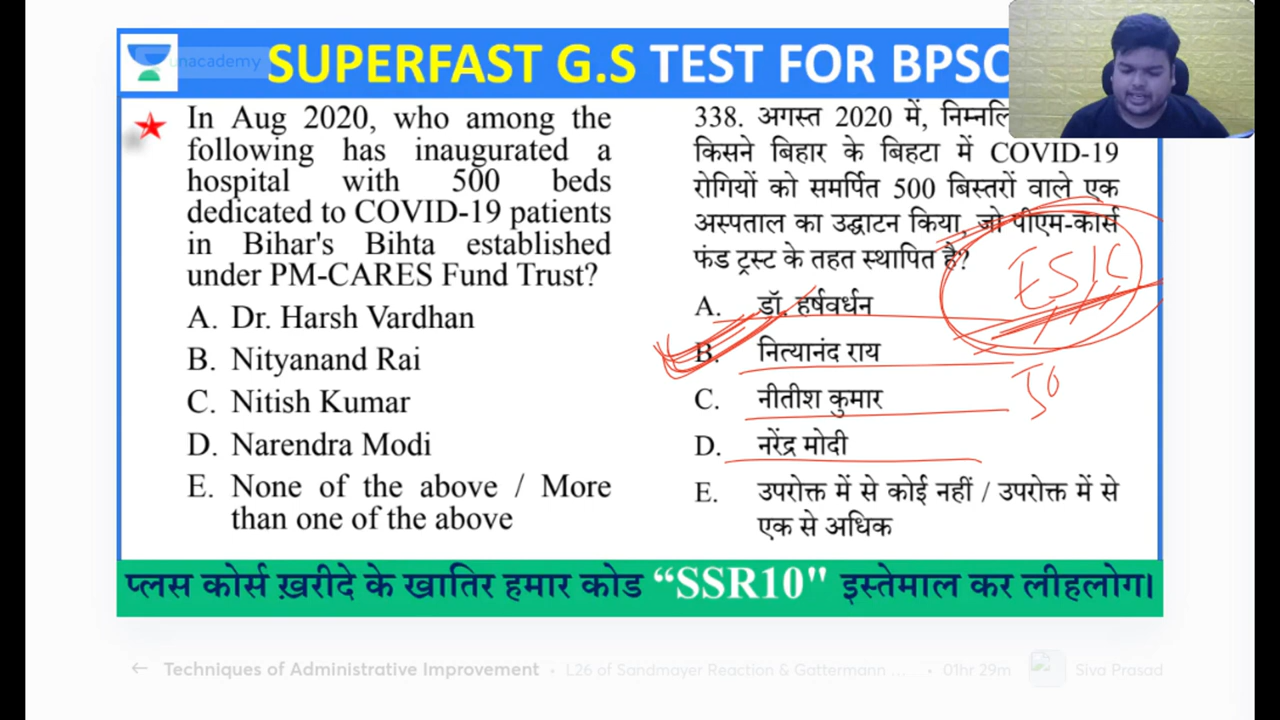 unacademy
SUPERFAST G.S TEST FOR BPSC
In Aug 2020, who among the
following has inaugurated a
hospital with 500 beds
dedicated to COVID-19 patients
in Bihar's Bihta established
under PM-CARES Fund Trust?
A. Dr. Harsh Vardhan
B. Nityanand Rai
C. Nitish Kumar
D. Narendra Modi
E. None of the above / More
than one of the above
338. अगस्त 2020 में,
किसने बिहार के बिहटा में COVID-19
रोगियों को समर्पित 500 बिस्तरों वाले एक
अस्पताल का उद्घाटन किया, जो पीएम-कार्स
फंड ट्रस्ट के तहत स्थापित है?
ESIC
A. डॉ. हर्षवर्धन
B. नित्यानंद राय
C. नीतीश कुमार
D. नरेंद्र मोदी
E. उपरोक्त में से कोई नहीं / उपरोक्त में से
एक से अधिक
प्लस कोर्स ख़रीदे के खातिर हमार कोड “SSR10" इस्तेमाल कर लीहलोग।
← Techniques of Administrative Improvement • L26 of Sandmayer Reaction & Gattermann ... • 01hr 29m Siva Prasad